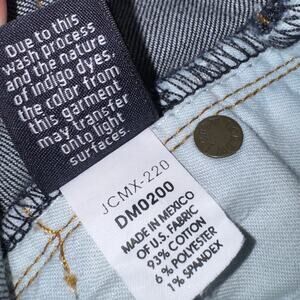 Due to this
wash process
and the nature
of indigo dyes,
the color from
this garment
may transfer
onto light
surfaces.
JCMX-220
DM0200
MADE IN MEXICO
OF U.S. FABRIC
93% COTTON
6% POLYESTER
1% SPANDEX